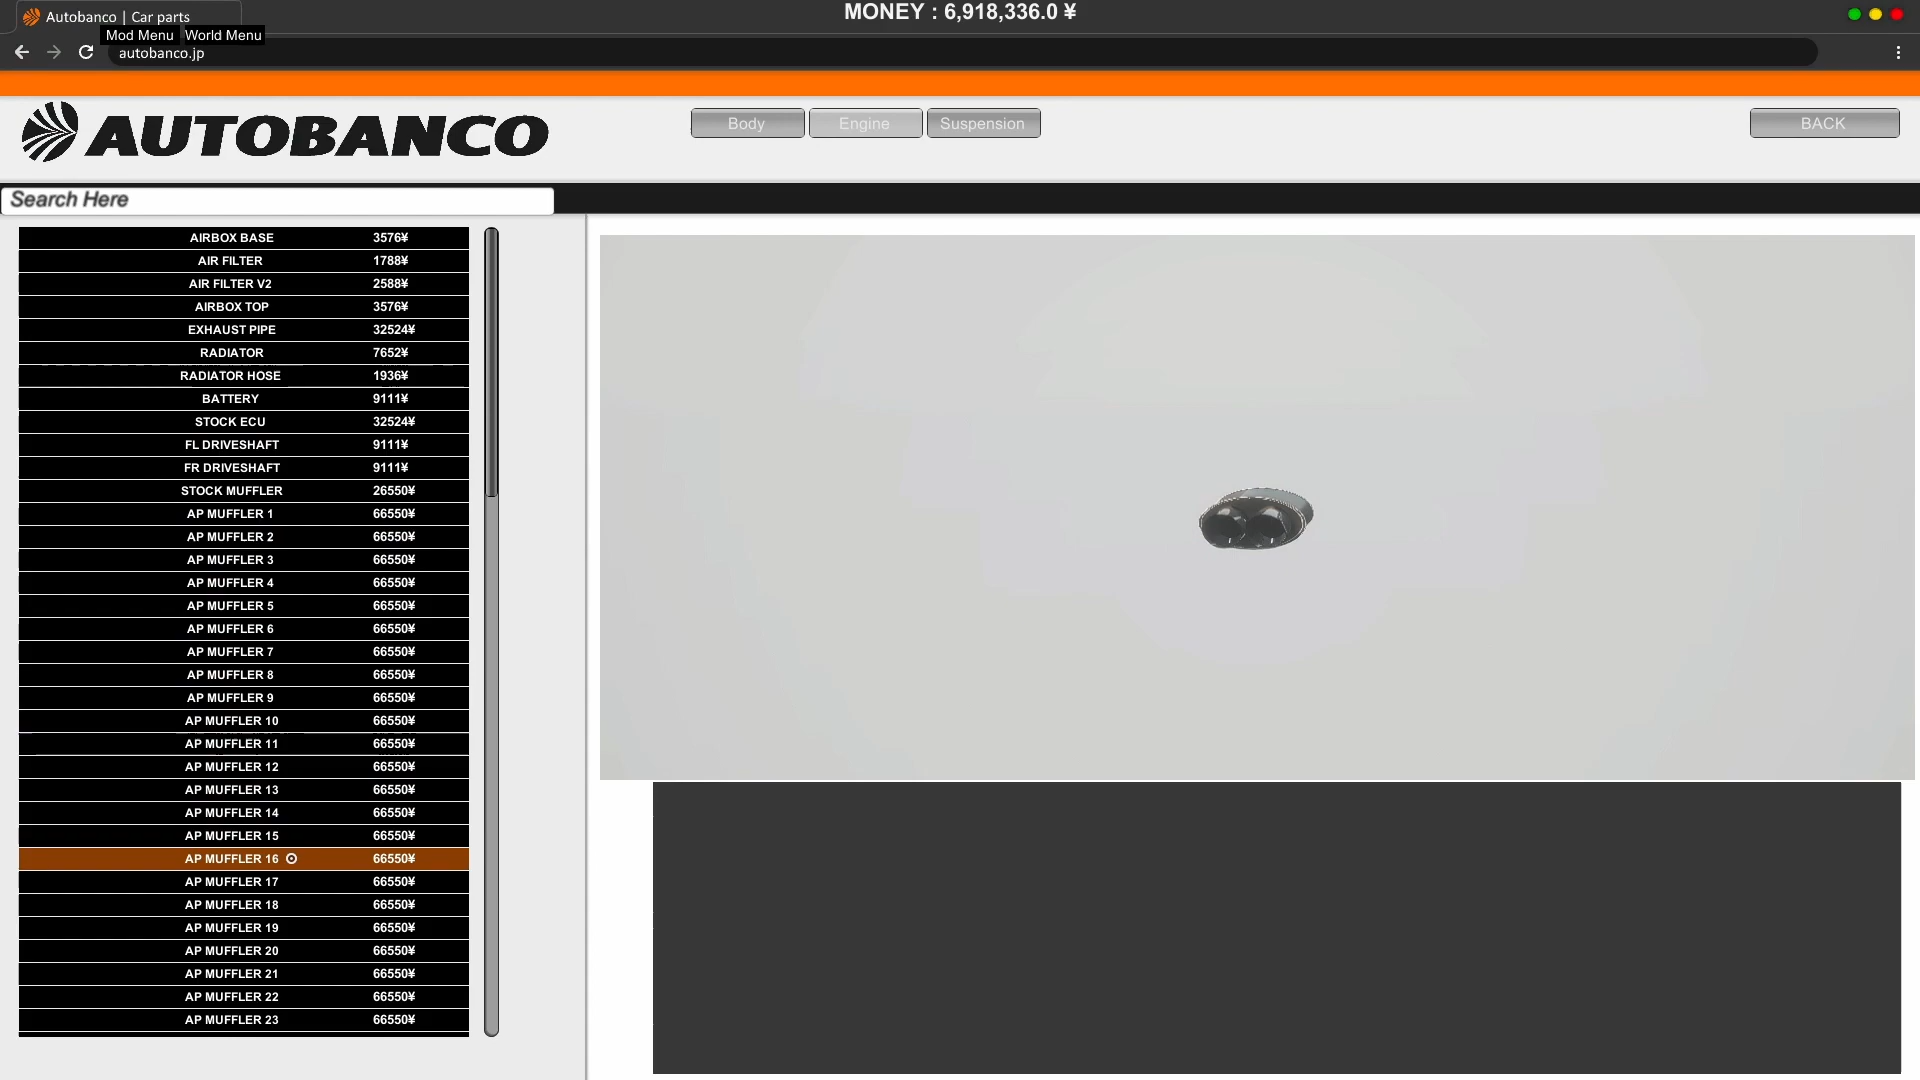 Autobanco | Car parts
MONEY : 6,918,336.0 ¥
Mod Menu World Menu
autobanco.jp
AUTOBANCO
Body
Engine
Suspension
BACK
Search Here
AIRBOX BASE 3576¥
AIR FILTER 1788¥
AIR FILTER V2 2588¥
AIRBOX TOP 3576¥
EXHAUST PIPE 32524¥
RADIATOR 7652¥
RADIATOR HOSE 1936¥
BATTERY 9111¥
STOCK ECU 32524¥
FL DRIVESHAFT 9111¥
FR DRIVESHAFT 9111¥
STOCK MUFFLER 26550¥
AP MUFFLER 1 66550¥
AP MUFFLER 2 66550¥
AP MUFFLER 3 66550¥
AP MUFFLER 4 66550¥
AP MUFFLER 5 66550¥
AP MUFFLER 6 66550¥
AP MUFFLER 7 66550¥
AP MUFFLER 8 66550¥
AP MUFFLER 9 66550¥
AP MUFFLER 10 66550¥
AP MUFFLER 11 66550¥
AP MUFFLER 12 66550¥
AP MUFFLER 13 66550¥
AP MUFFLER 14 66550¥
AP MUFFLER 15 66550¥
AP MUFFLER 16 66550¥
AP MUFFLER 17 66550¥
AP MUFFLER 18 66550¥
AP MUFFLER 19 66550¥
AP MUFFLER 20 66550¥
AP MUFFLER 21 66550¥
AP MUFFLER 22 66550¥
AP MUFFLER 23 66550¥